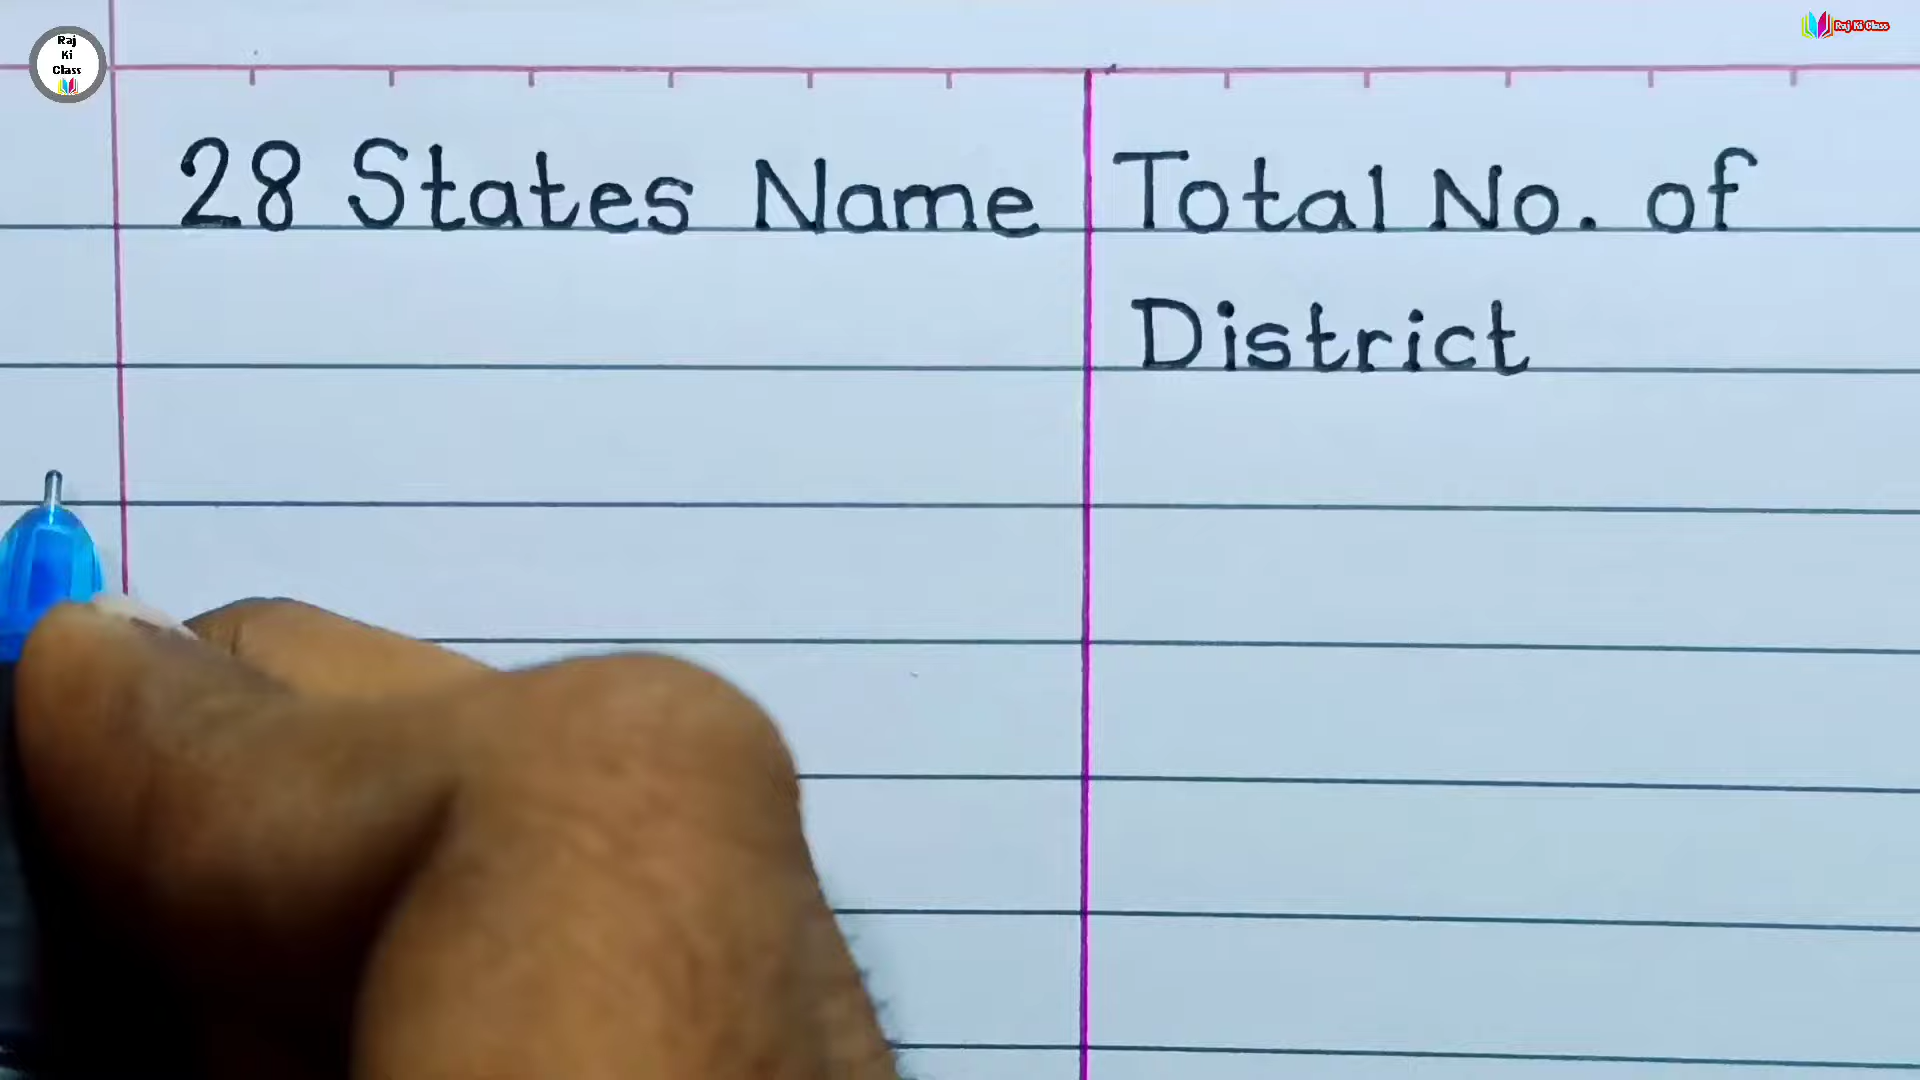 Raj
Ki
Class
Raj Ki Class
28 States Name
Total No. of
District